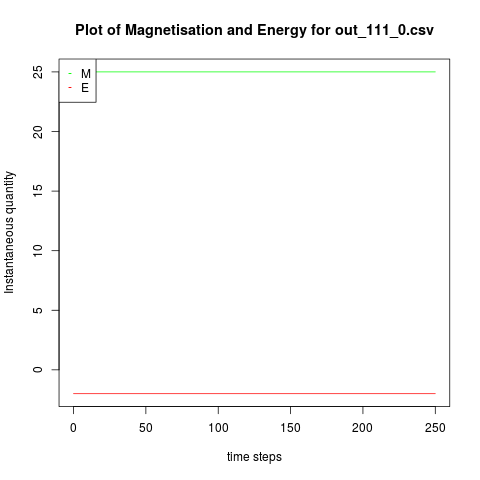 Plot of Magnetisation and Energy for out_111_0.csv
Instantaneous quantity
25
20
15
10
5
0
M
E
0 50 100 150 200 250
time steps